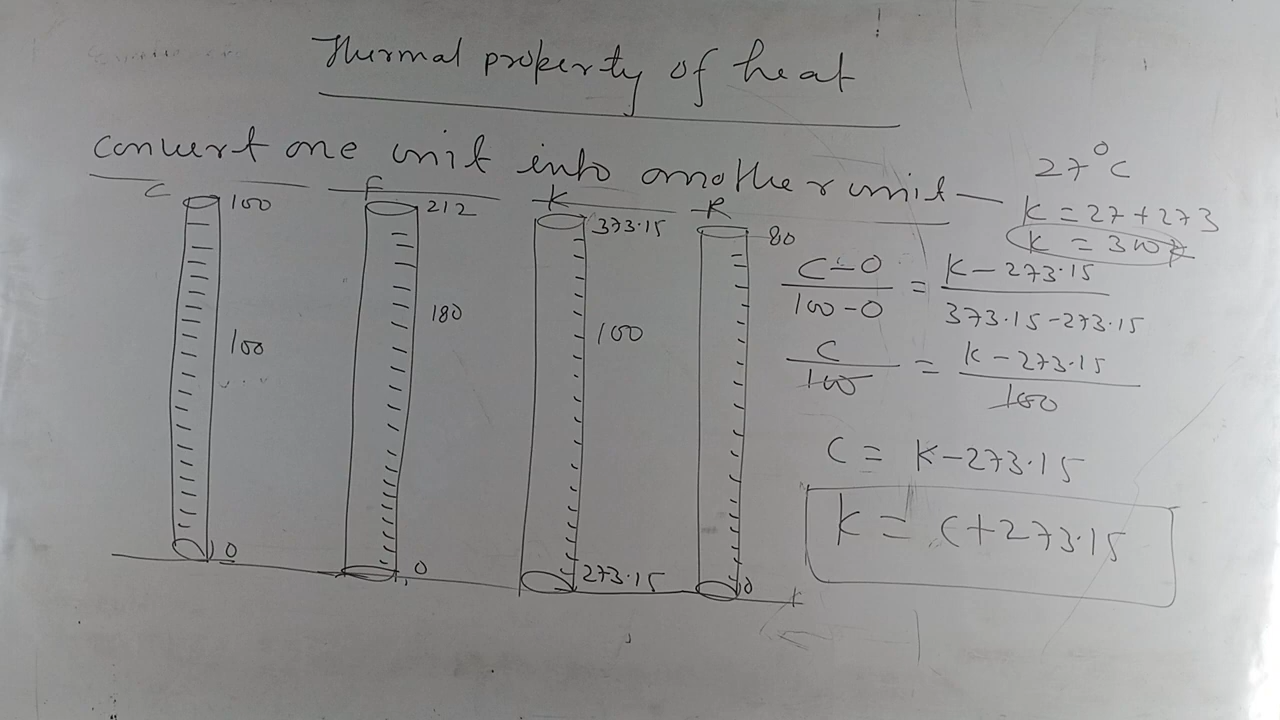 Thermal property of heat
convert one unit into another unit—
27°C
K = 27 + 273
K = 300
C F K R
100 212 373.15 80
100 180 100
0 0 273.15 0
C-0/100-0 = K-273.15/373.15-273.15
C/100 = K-273.15/100
C = K-273.15
K = C+273.15